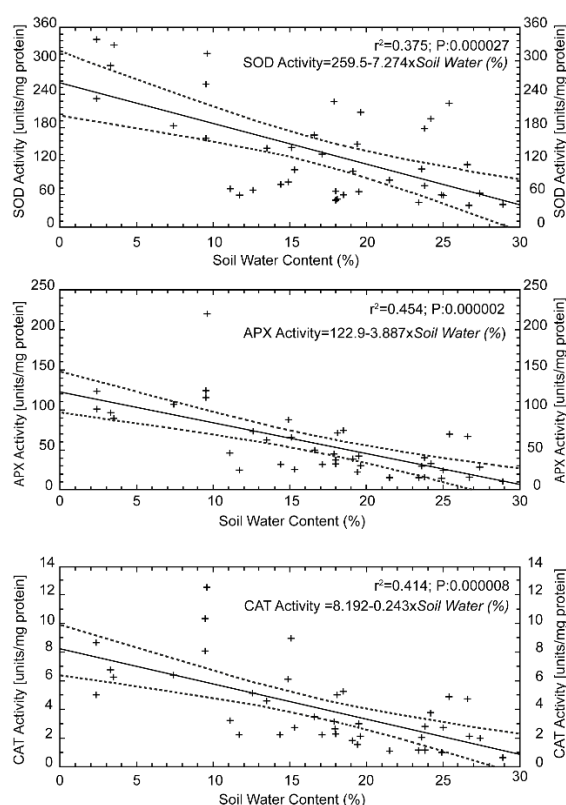 360 360
r²=0.375; P:0.000027
300 300
SOD Activity=259.5-7.274xSoil Water (%)
240 240
180 180
120 120
60 60
0 0
SOD Activity [units/mg protein]
SOD Activity [units/mg protein]
0 5 10 15 20 25 30
Soil Water Content (%)
250 250
r²=0.454; P:0.000002
200 200
APX Activity=122.9-3.887xSoil Water (%)
150 150
100 100
50 50
0 0
APX Activity [units/mg protein]
APX Activity [units/mg protein]
0 5 10 15 20 25 30
Soil Water Content (%)
14 14
r²=0.414; P:0.000008
12 12
CAT Activity =8.192-0.243xSoil Water (%)
10 10
8 8
6 6
4 4
2 2
0 0
CAT Activity [units/mg protein]
CAT Activity [units/mg protein]
0 5 10 15 20 25 30
Soil Water Content (%)